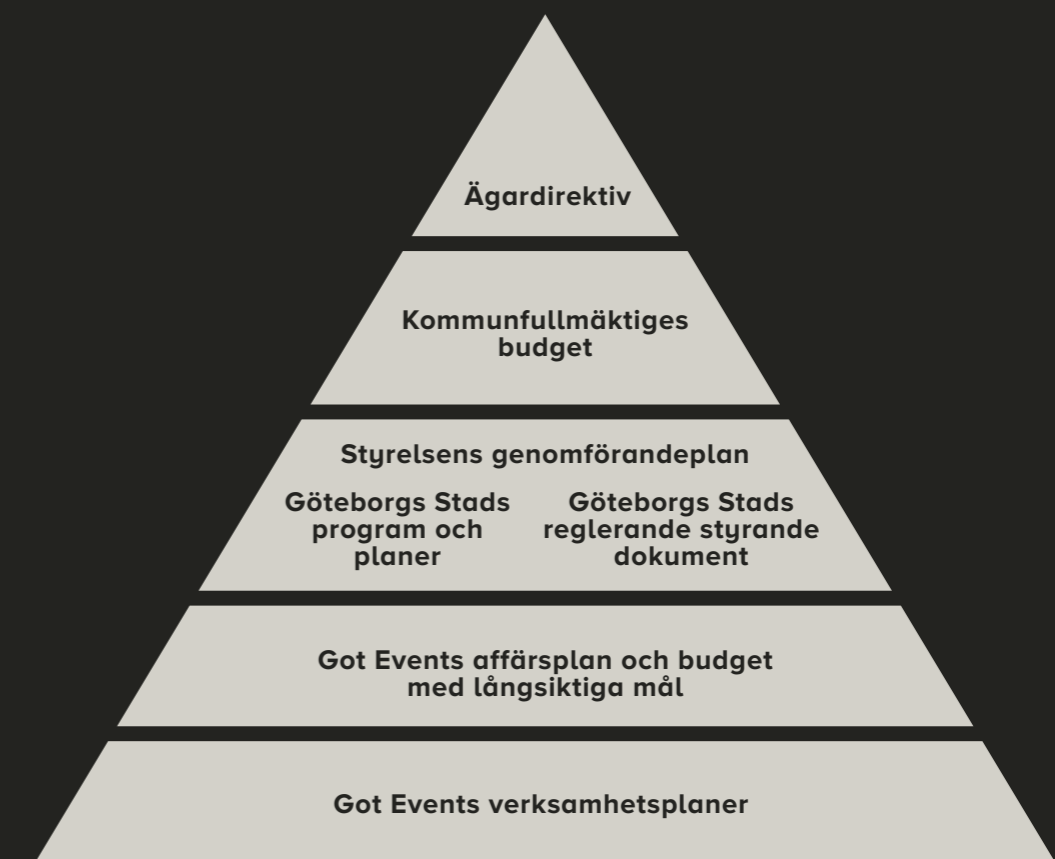 Ägardirektiv
Kommunfullmäktiges
budget
Styrelsens genomförandeplan
Göteborgs Stads
program och
planer
Göteborgs Stads
reglerande styrande
dokument
Got Events affärsplan och budget
med långsiktiga mål
Got Events verksamhetsplaner